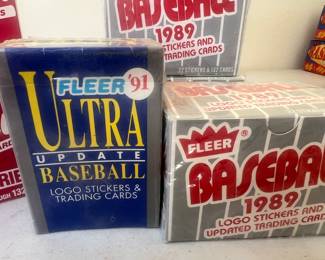 BASEBALL
1989
LOGO STICKERS AND
TRADING CARDS
FLEER '91
ULTRA
UPDATE
BASEBALL
LOGO STICKERS &
TRADING CARDS
FLEER®
BASEBALL
1989
LOGO STICKERS AND
UPDATED TRADING CARDS